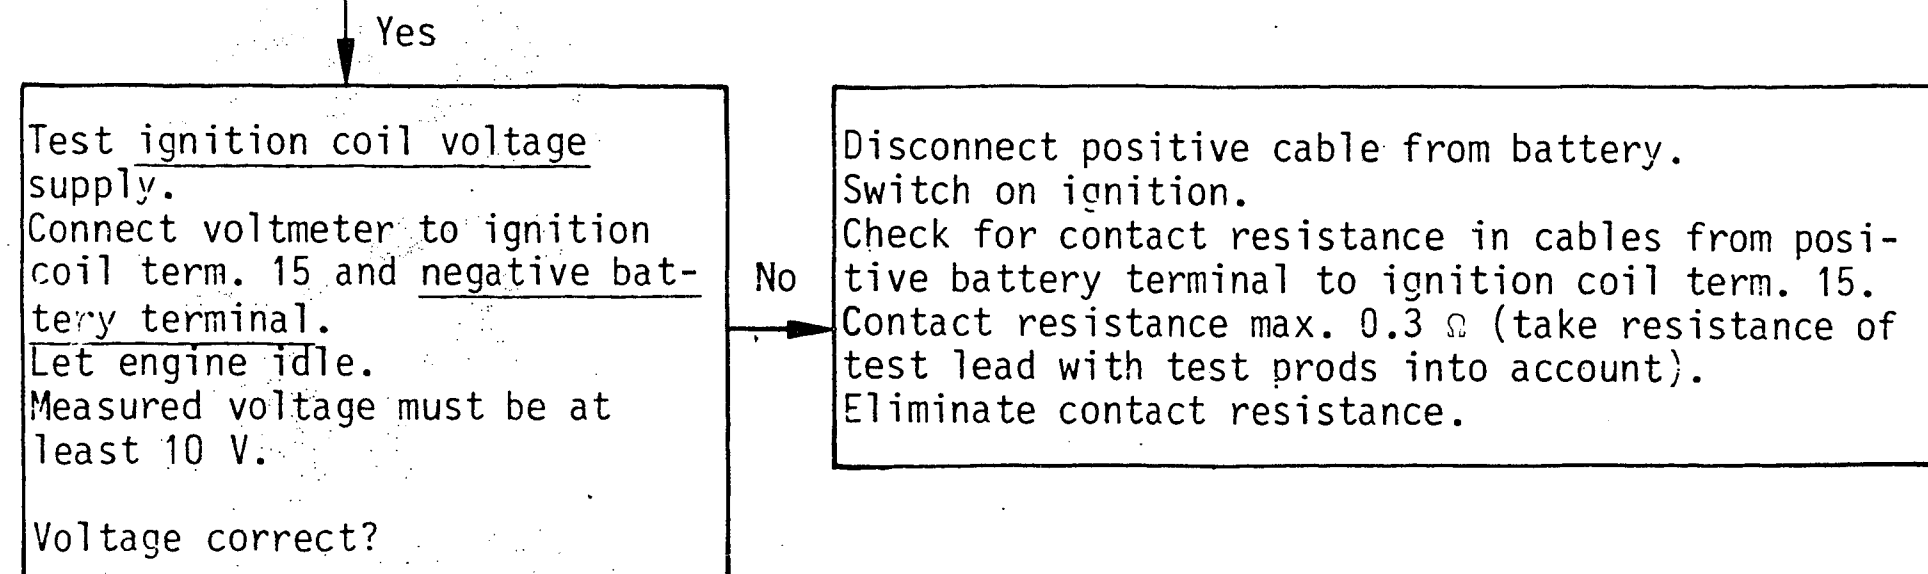 Yes
Test ignition coil voltage
supply.
Connect voltmeter to ignition
coil term. 15 and negative bat-
tery terminal.
Let engine idle.
Measured voltage must be at
least 10 V.
Voltage correct?
No
Disconnect positive cable from battery.
Switch on ignition.
Check for contact resistance in cables from posi-
tive battery terminal to ignition coil term. 15.
Contact resistance max. 0.3 Ω (take resistance of
test lead with test prods into account).
Eliminate contact resistance.